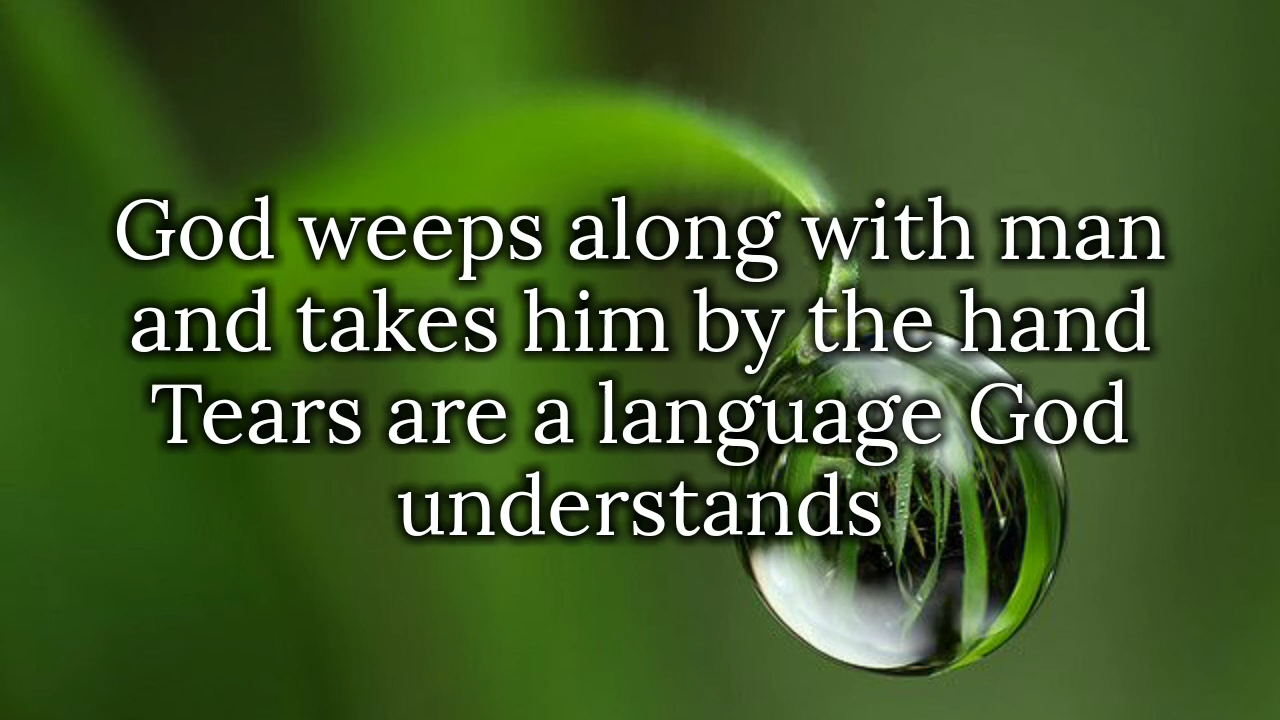 God weeps along with man
and takes him by the hand
Tears are a language God
understands